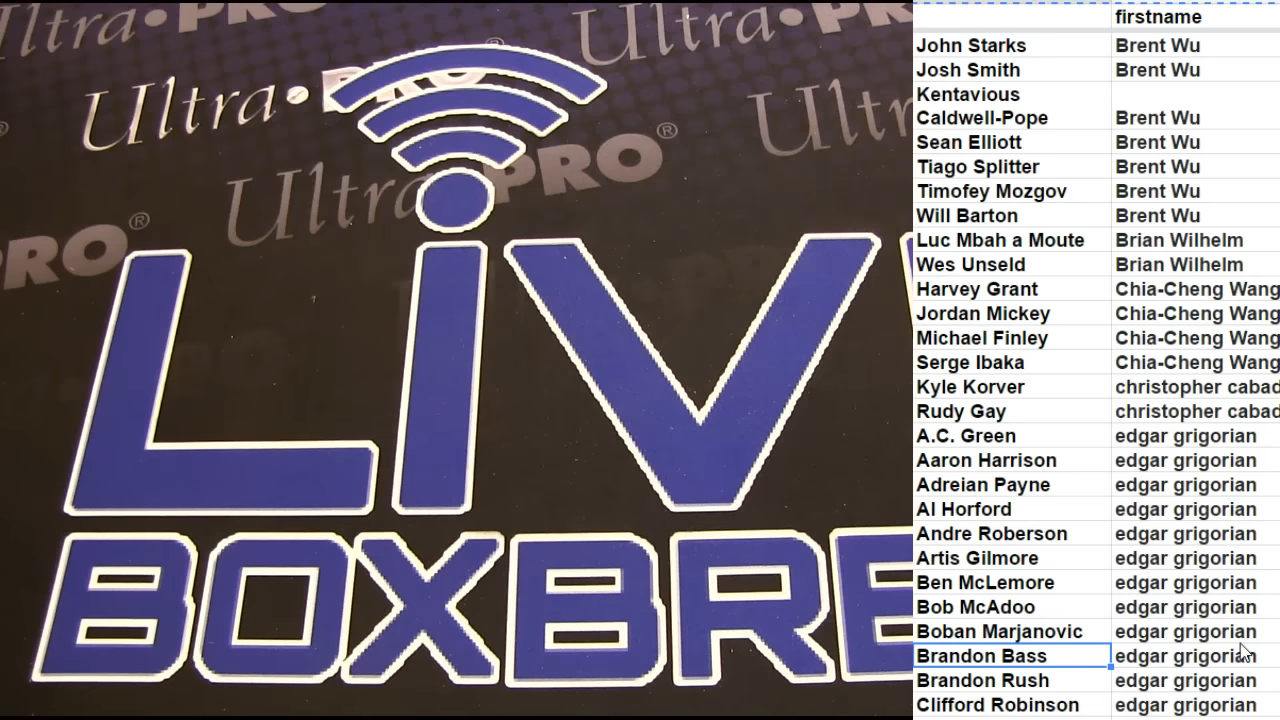 Ultra PRO
Ultra PRO®
Ultra PRO®
Ultra PRO®
Ultra
PRO®
LiV
BOXBRE
firstname
John Starks Brent Wu
Josh Smith Brent Wu
Kentavious
Caldwell-Pope Brent Wu
Sean Elliott Brent Wu
Tiago Splitter Brent Wu
Timofey Mozgov Brent Wu
Will Barton Brent Wu
Luc Mbah a Moute Brian Wilhelm
Wes Unseld Brian Wilhelm
Harvey Grant Chia-Cheng Wang
Jordan Mickey Chia-Cheng Wang
Michael Finley Chia-Cheng Wang
Serge Ibaka Chia-Cheng Wang
Kyle Korver christopher cabad
Rudy Gay christopher cabad
A.C. Green edgar grigorian
Aaron Harrison edgar grigorian
Adreian Payne edgar grigorian
Al Horford edgar grigorian
Andre Roberson edgar grigorian
Artis Gilmore edgar grigorian
Ben McLemore edgar grigorian
Bob McAdoo edgar grigorian
Boban Marjanovic edgar grigorian
Brandon Bass edgar grigorian
Brandon Rush edgar grigorian
Clifford Robinson edgar grigorian